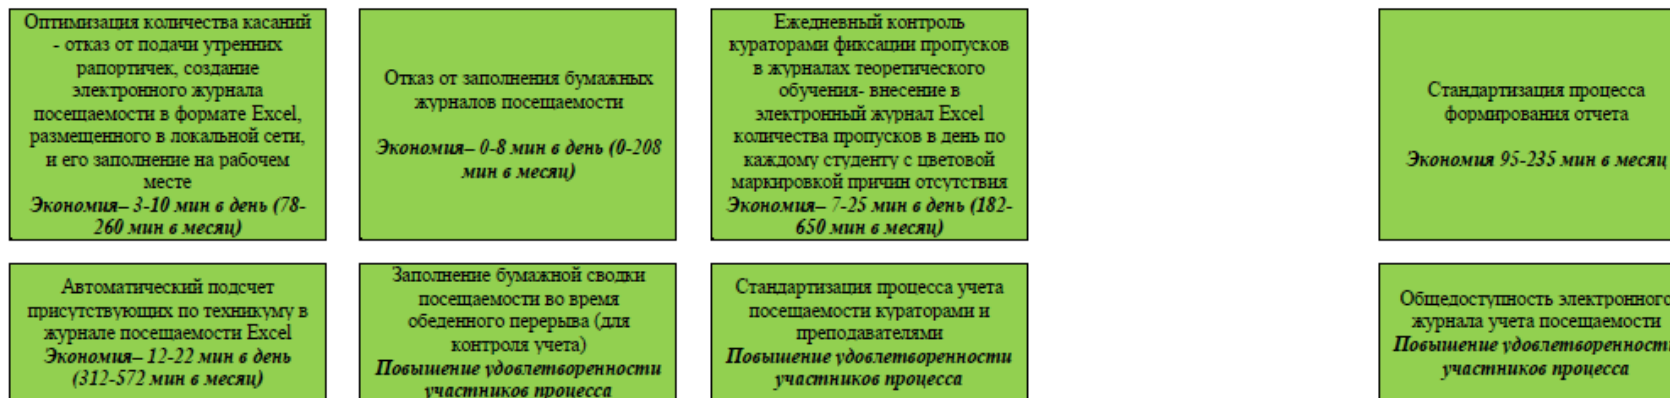 Оптимизация количества касаний
- отказ от подачи утренних
рапортичек, создание
электронного журнала
посещаемости в формате Excel,
размещенного в локальной сети,
и его заполнение на рабочем
месте
Экономия– 3-10 мин в день (78-
260 мин в месяц)
Отказ от заполнения бумажных
журналов посещаемости
Экономия– 0-8 мин в день (0-208
мин в месяц)
Ежедневный контроль
кураторами фиксации пропусков
в журналах теоретического
обучения- внесение в
электронный журнал Excel
количества пропусков в день по
каждому студенту с цветовой
маркировкой причин отсутствия
Экономия– 7-25 мин в день (182-
650 мин в месяц)
Стандартизация процесса
формирования отчета
Экономия 95-235 мин в месяц
Автоматический подсчет
присутствующих по техникуму в
журнале посещаемости Excel
Экономия– 12-22 мин в день
(312-572 мин в месяц)
Заполнение бумажной сводки
посещаемости во время
обеденного перерыва (для
контроля учета)
Повышение удовлетворенности
участников процесса
Стандартизация процесса учета
посещаемости кураторами и
преподавателями
Повышение удовлетворенности
участников процесса
Общедоступность электронного
журнала учета посещаемости
Повышение удовлетворенности
участников процесса